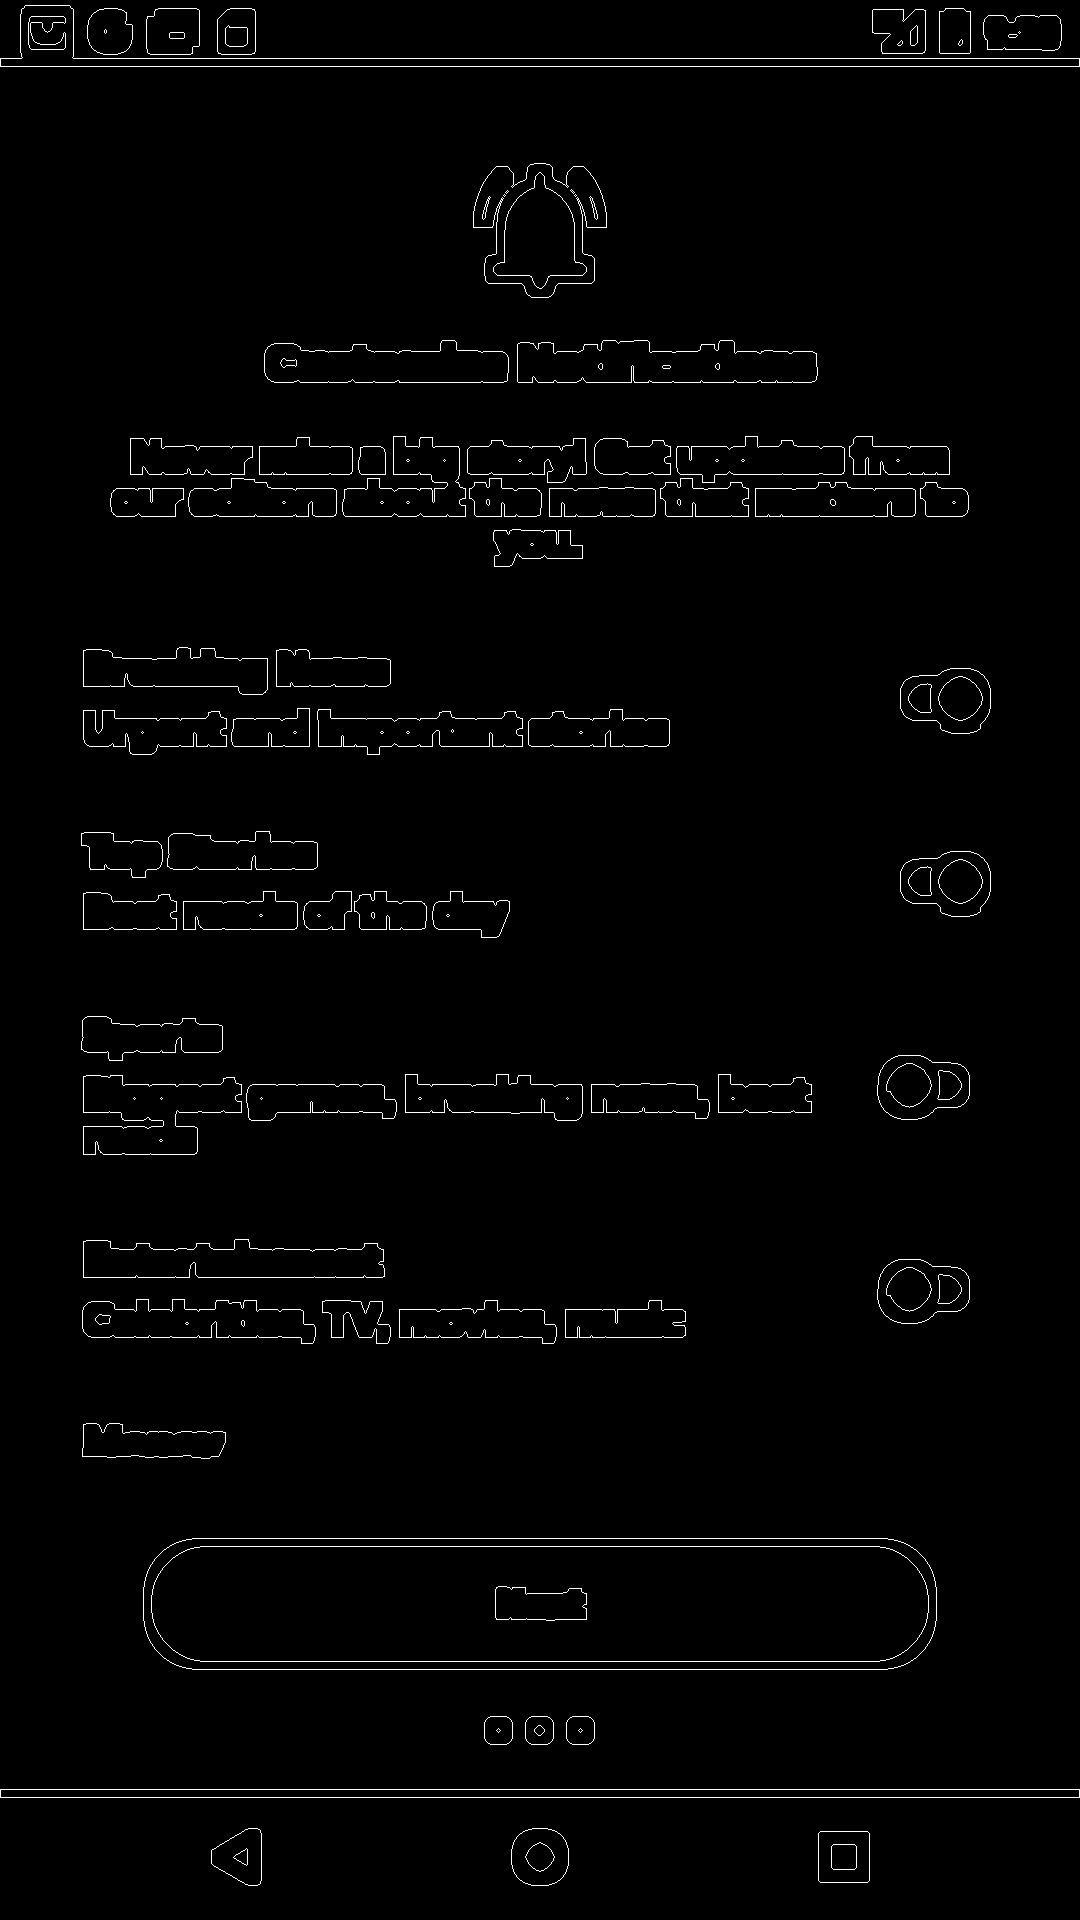 Customize Notifications
Never miss a big story! Get updates from
our editors about the news that matters to
you.
Breaking News
Urgent and important stories
Top Stories
Best reads of the day
Sports
Biggest games, breaking news, best
reads
Entertainment
Celebrities, TV, movies, music
Money
Next